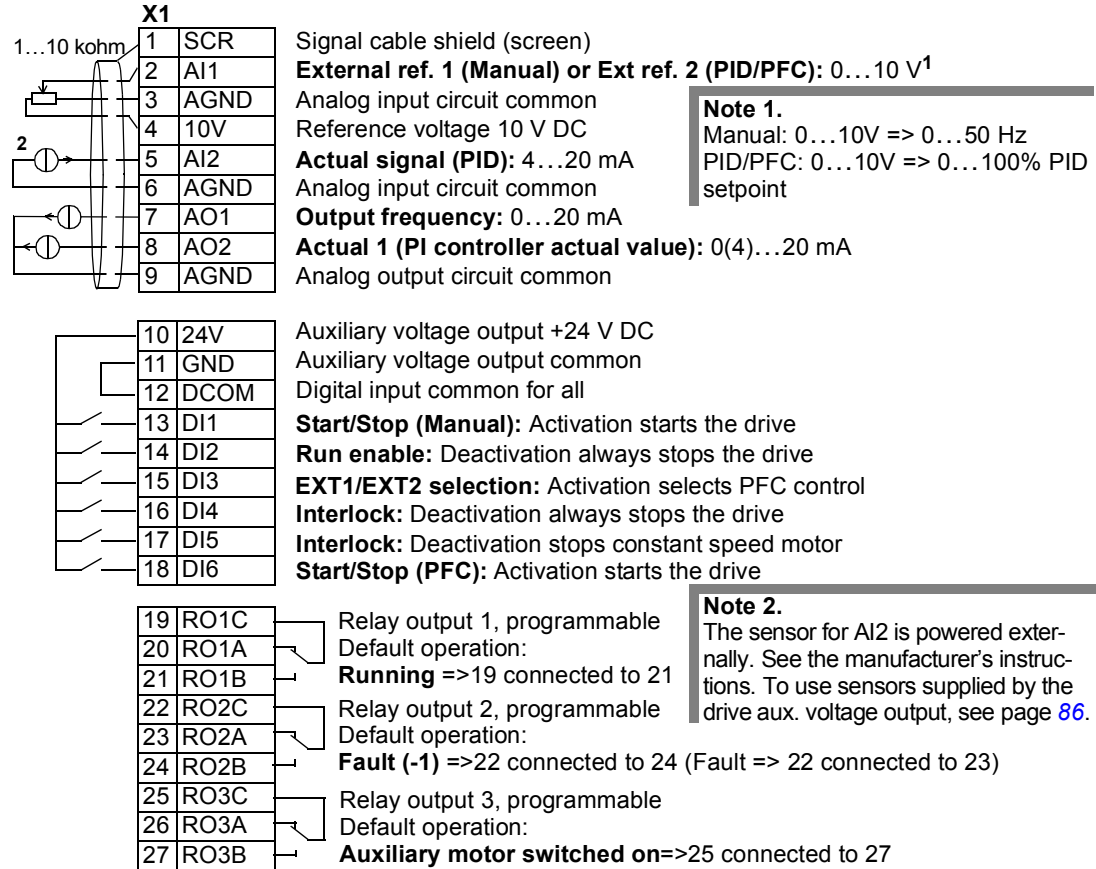 X1
1…10 kohm
1 SCR Signal cable shield (screen)
2 AI1 External ref. 1 (Manual) or Ext ref. 2 (PID/PFC): 0…10 V1
3 AGND Analog input circuit common
4 10V Reference voltage 10 V DC
2
5 AI2 Actual signal (PID): 4…20 mA
6 AGND Analog input circuit common
7 AO1 Output frequency: 0…20 mA
8 AO2 Actual 1 (PI controller actual value): 0(4)…20 mA
9 AGND Analog output circuit common
Note 1.
Manual: 0…10V => 0…50 Hz
PID/PFC: 0…10V => 0…100% PID
setpoint
10 24V Auxiliary voltage output +24 V DC
11 GND Auxiliary voltage output common
12 DCOM Digital input common for all
13 DI1 Start/Stop (Manual): Activation starts the drive
14 DI2 Run enable: Deactivation always stops the drive
15 DI3 EXT1/EXT2 selection: Activation selects PFC control
16 DI4 Interlock: Deactivation always stops the drive
17 DI5 Interlock: Deactivation stops constant speed motor
18 DI6 Start/Stop (PFC): Activation starts the drive
19 RO1C Relay output 1, programmable
20 RO1A Default operation:
21 RO1B Running =>19 connected to 21
22 RO2C Relay output 2, programmable
23 RO2A Default operation:
24 RO2B Fault (-1) =>22 connected to 24 (Fault => 22 connected to 23)
25 RO3C Relay output 3, programmable
26 RO3A Default operation:
27 RO3B Auxiliary motor switched on=>25 connected to 27
Note 2.
The sensor for AI2 is powered exter-
nally. See the manufacturer's instruc-
tions. To use sensors supplied by the
drive aux. voltage output, see page 86.